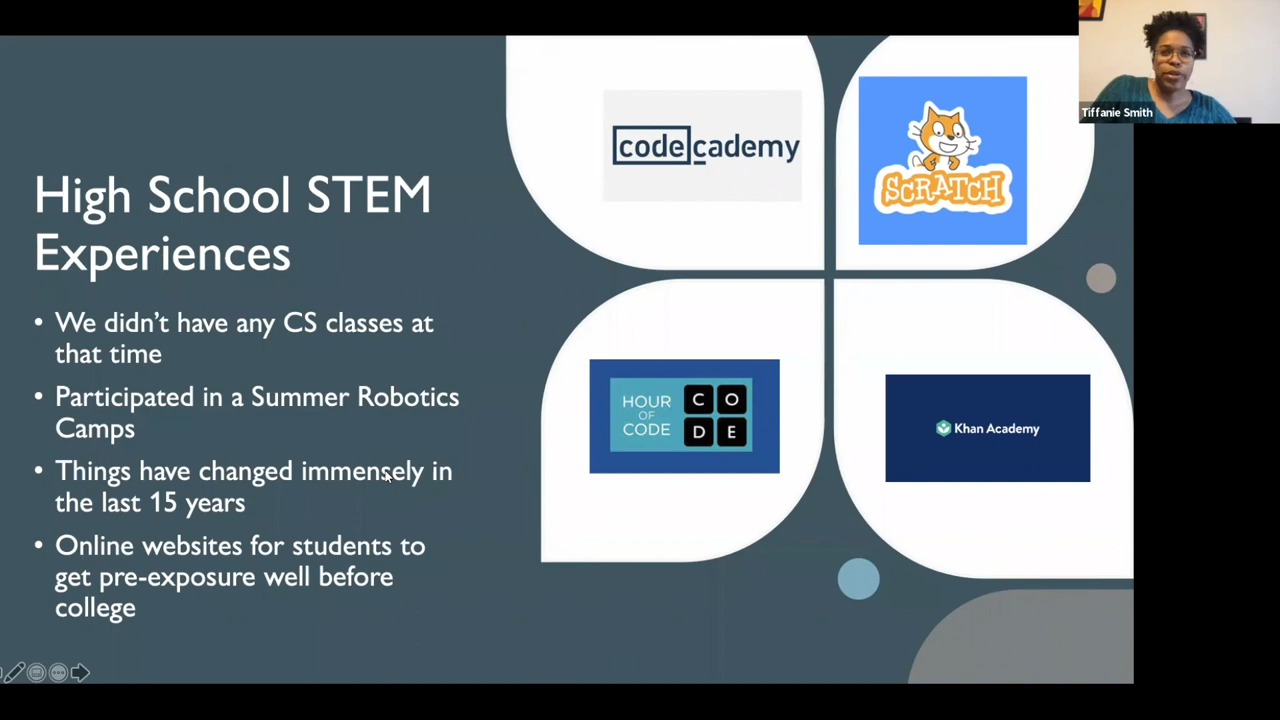 High School STEM
Experiences
• We didn't have any CS classes at
that time
• Participated in a Summer Robotics
Camps
• Things have changed immensely in
the last 15 years
• Online websites for students to
get pre-exposure well before
college
codecademy
SCRATCH
HOUR
OF
CODE
C O
D E
Khan Academy
Tiffanie Smith